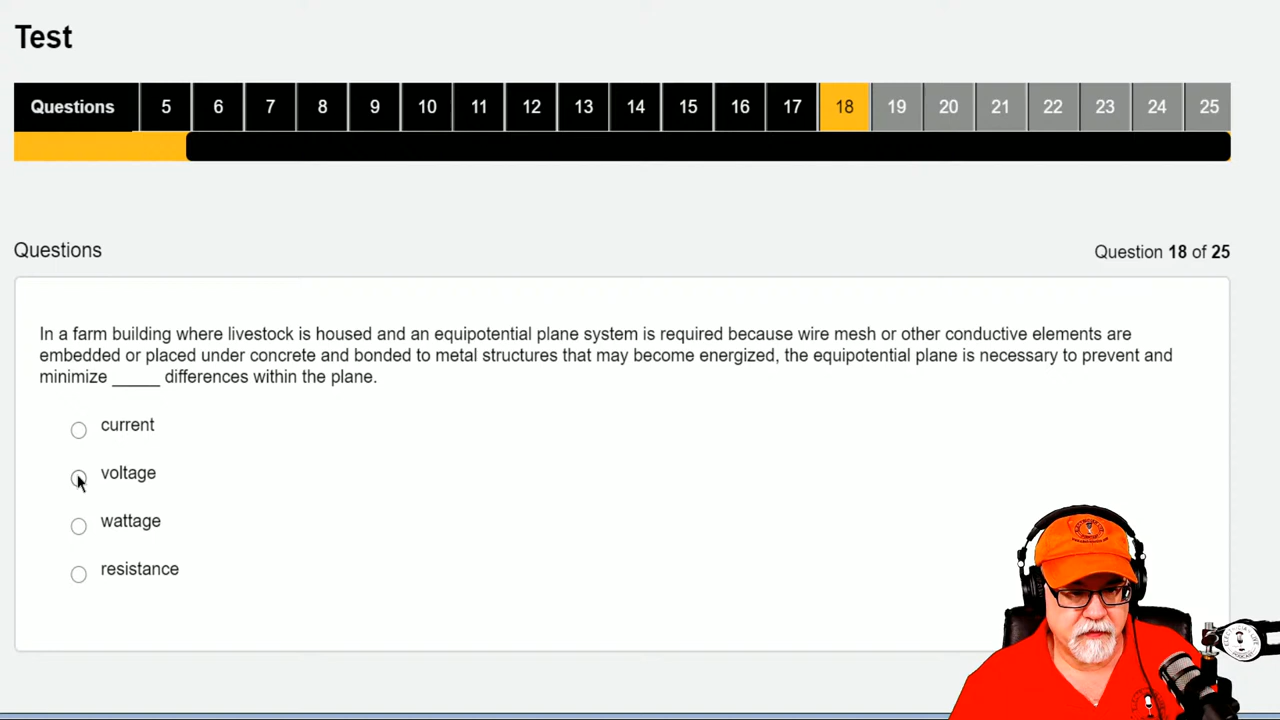 Test
Questions 5 6 7 8 9 10 11 12 13 14 15 16 17 18 19 20 21 22 23 24 25
Questions
Question 18 of 25
In a farm building where livestock is housed and an equipotential plane system is required because wire mesh or other conductive elements are
embedded or placed under concrete and bonded to metal structures that may become energized, the equipotential plane is necessary to prevent and
minimize _____ differences within the plane.
current
voltage
wattage
resistance